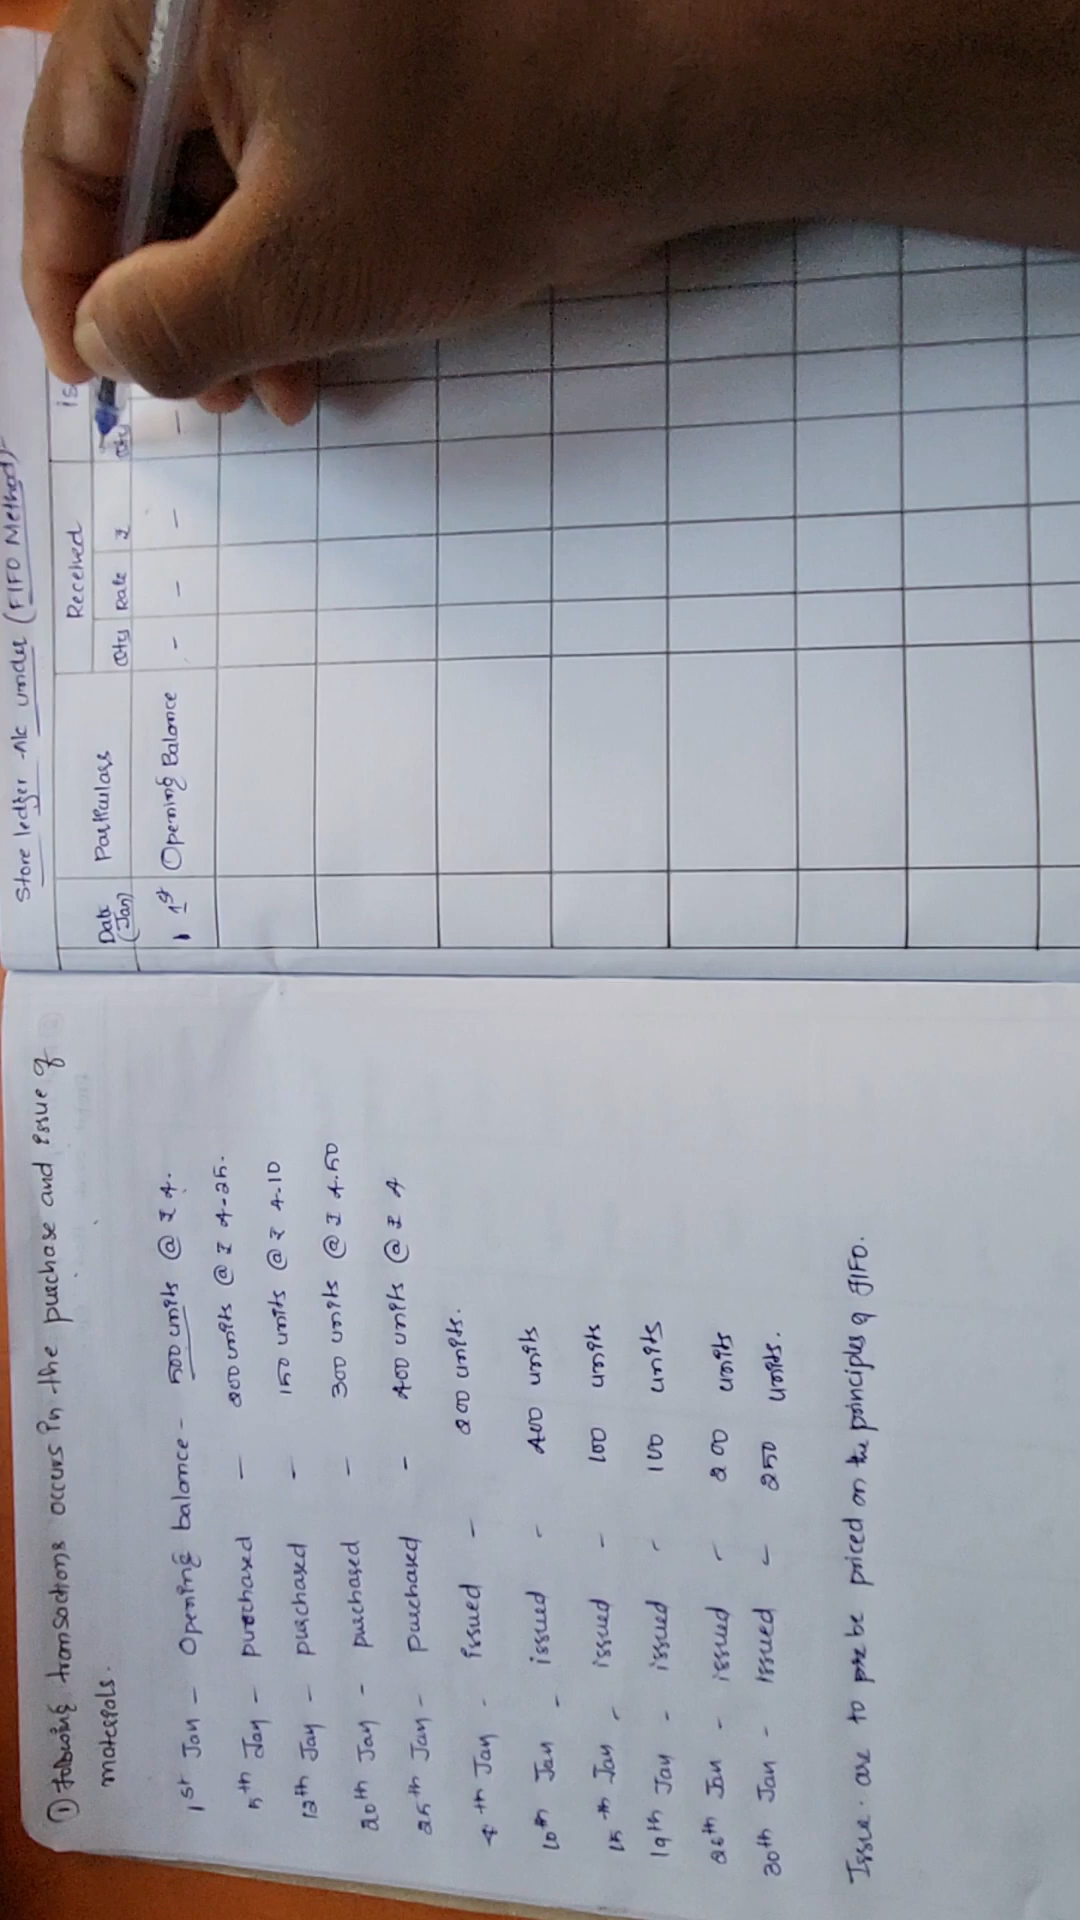 ① following transactions occurs in the purchase and issue of
materials.
1st Jan - Opening balance - 500 units @ ₹ 4.
5th Jan - purchased - 200 units @ ₹ 4.25.
12th Jan - purchased - 150 units @ ₹ 4.10
20th Jan - purchased - 300 units @ ₹ 4.50
25th Jan - purchased - 400 units @ ₹ 4
4th Jan - issued - 200 units.
10th Jan - issued - 400 units
15th Jan - issued - 100 units
19th Jan - issued - 100 units
26th Jan - issued - 200 units
30th Jan - issued - 250 units.
Issue are to be priced on the principles of FIFO.
Store ledger A/c under (FIFO Method)
Received is
Date (Jan) Particulars Qty Rate ₹ Qty
1st Opening Balance - - - -